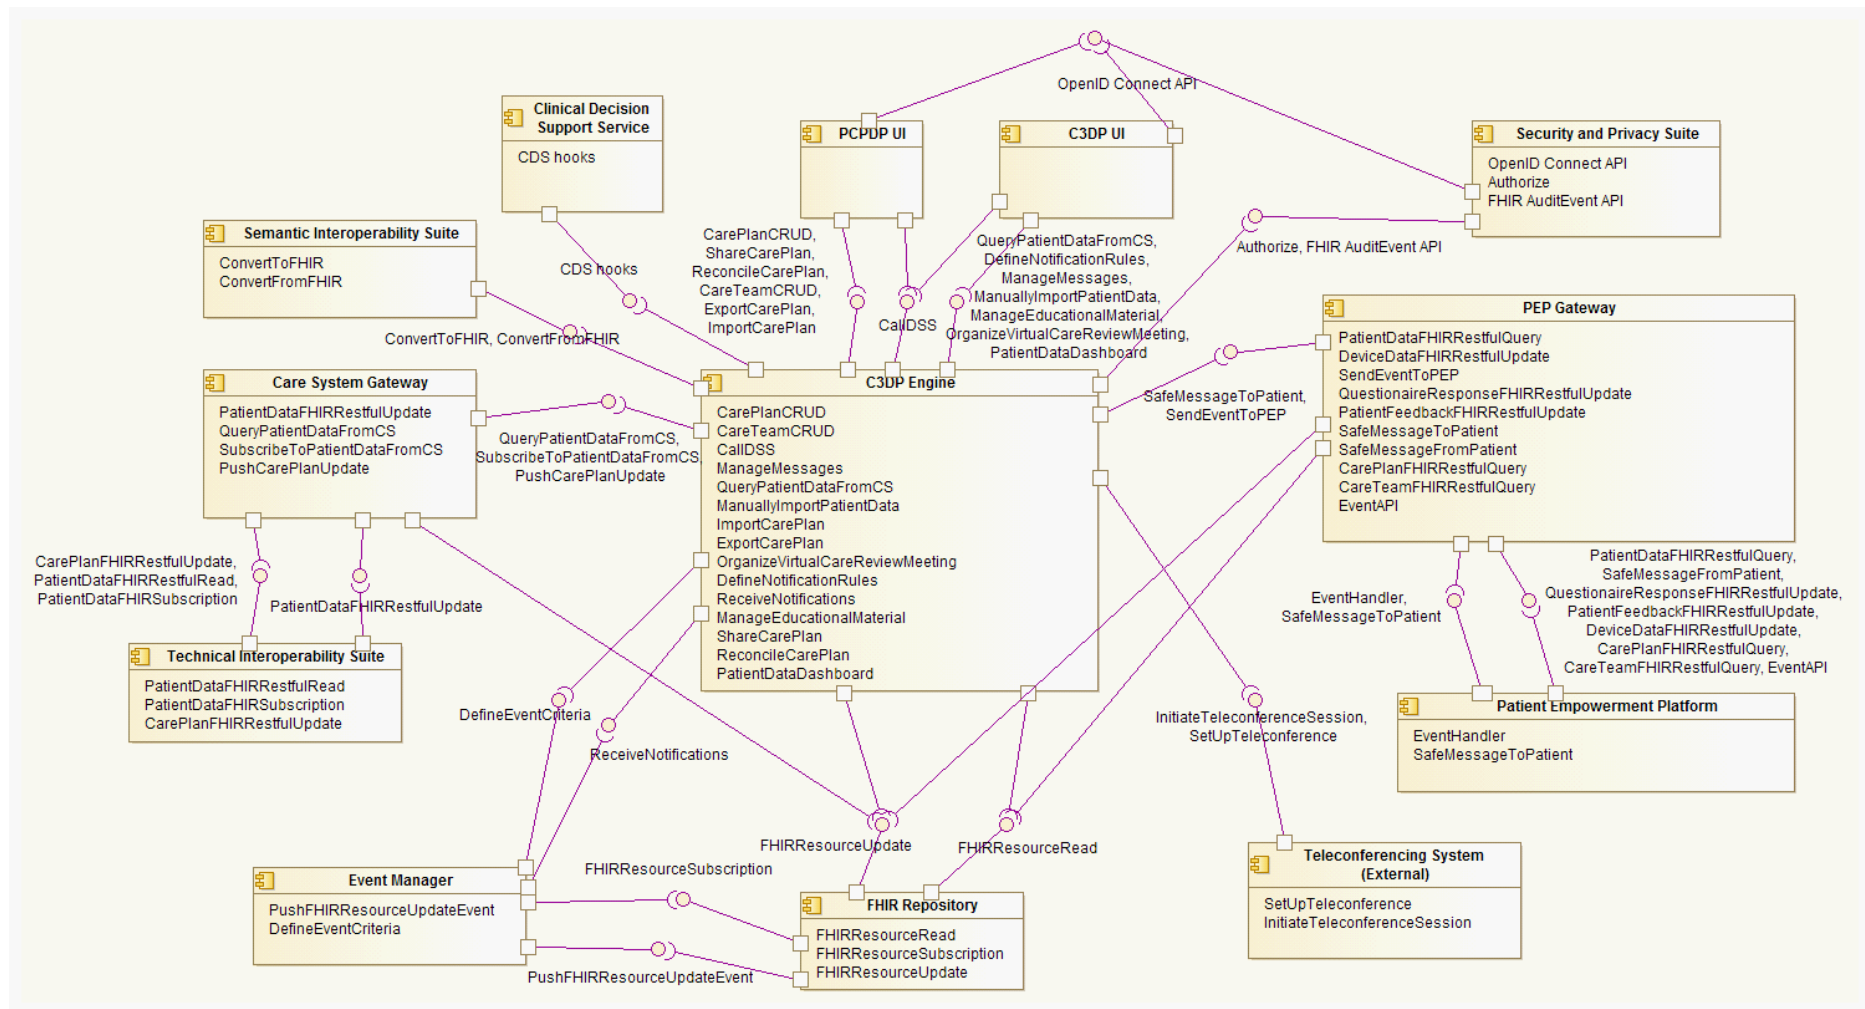 OpenID Connect API
Clinical Decision
Support Service
CDS hooks
PCPDP UI
C3DP UI
Security and Privacy Suite
OpenID Connect API
Authorize
FHIR AuditEvent API
Semantic Interoperability Suite
ConvertToFHIR
ConvertFromFHIR
CDS hooks
CarePlanCRUD,
ShareCarePlan,
ReconcileCarePlan,
CareTeamCRUD,
ExportCarePlan,
ImportCarePlan
CallDSS
QueryPatientDataFromCS,
DefineNotificationRules,
ManageMessages,
ManuallyImportPatientData,
ManageEducationalMaterial,
OrganizeVirtualCareReviewMeeting,
PatientDataDashboard
Authorize, FHIR AuditEvent API
ConvertToFHIR, ConvertFromFHIR
PEP Gateway
PatientDataFHIRRestfulQuery
DeviceDataFHIRRestfulUpdate
SendEventToPEP
QuestionaireResponseFHIRRestfulUpdate
PatientFeedbackFHIRRestfulUpdate
SafeMessageToPatient
SafeMessageFromPatient
CarePlanFHIRRestfulQuery
CareTeamFHIRRestfulQuery
EventAPI
Care System Gateway
PatientDataFHIRRestfulUpdate
QueryPatientDataFromCS
SubscribeToPatientDataFromCS
PushCarePlanUpdate
QueryPatientDataFromCS,
SubscribeToPatientDataFromCS,
PushCarePlanUpdate
C3DP Engine
CarePlanCRUD
CareTeamCRUD
CallDSS
ManageMessages
QueryPatientDataFromCS
ManuallyImportPatientData
ImportCarePlan
ExportCarePlan
OrganizeVirtualCareReviewMeeting
DefineNotificationRules
ReceiveNotifications
ManageEducationalMaterial
ShareCarePlan
ReconcileCarePlan
PatientDataDashboard
SafeMessageToPatient,
SendEventToPEP
CarePlanFHIRRestfulUpdate,
PatientDataFHIRRestfulRead,
PatientDataFHIRSubscription
PatientDataFHIRRestfulUpdate
EventHandler,
SafeMessageToPatient
PatientDataFHIRRestfulQuery,
SafeMessageFromPatient,
QuestionaireResponseFHIRRestfulUpdate,
PatientFeedbackFHIRRestfulUpdate,
DeviceDataFHIRRestfulUpdate,
CarePlanFHIRRestfulQuery,
CareTeamFHIRRestfulQuery, EventAPI
Technical Interoperability Suite
PatientDataFHIRRestfulRead
PatientDataFHIRSubscription
CarePlanFHIRRestfulUpdate
DefineEventCriteria
ReceiveNotifications
InitiateTeleconferenceSession,
SetUpTeleconference
Patient Empowerment Platform
EventHandler
SafeMessageToPatient
FHIRResourceUpdate
FHIRResourceRead
Event Manager
PushFHIRResourceUpdateEvent
DefineEventCriteria
FHIRResourceSubscription
PushFHIRResourceUpdateEvent
FHIR Repository
FHIRResourceRead
FHIRResourceSubscription
FHIRResourceUpdate
Teleconferencing System
(External)
SetUpTeleconference
InitiateTeleconferenceSession